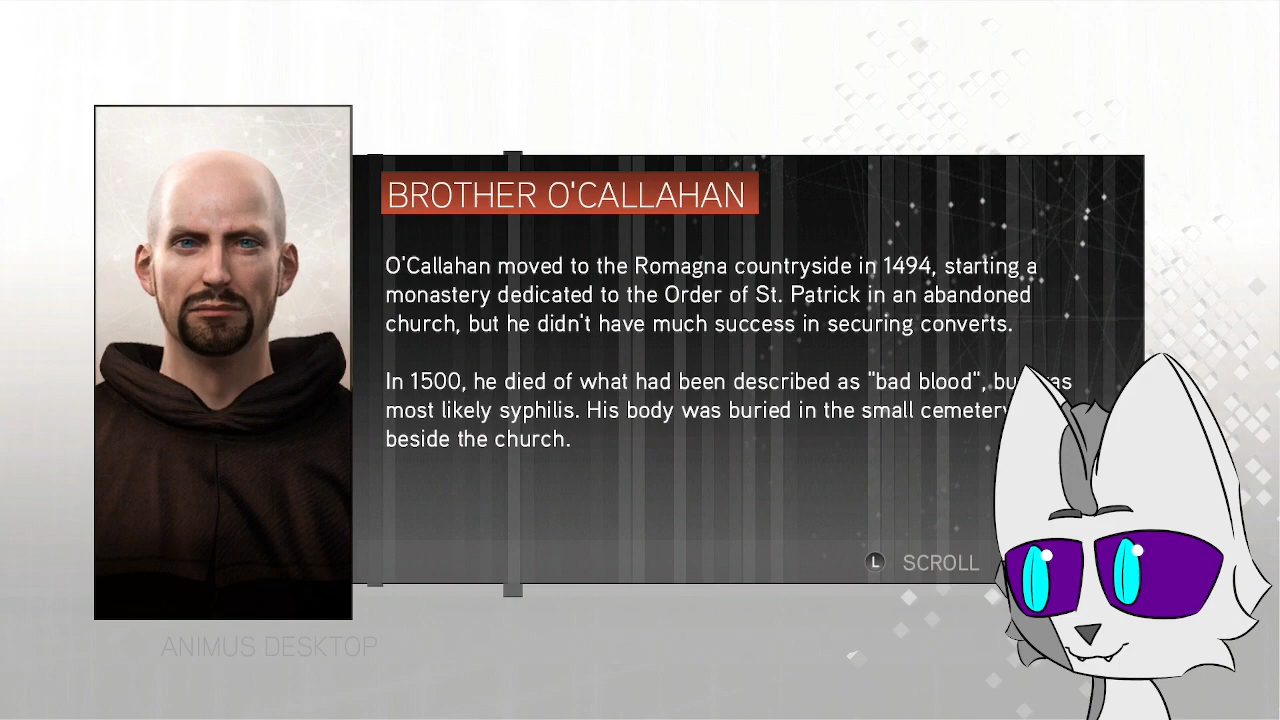 BROTHER O'CALLAHAN
O'Callahan moved to the Romagna countryside in 1494, starting a
monastery dedicated to the Order of St. Patrick in an abandoned
church, but he didn't have much success in securing converts.
In 1500, he died of what had been described as "bad blood",
most likely syphilis. His body was buried in the small cemetery
beside the church.
L SCROLL
ANIMUS DESKTOP